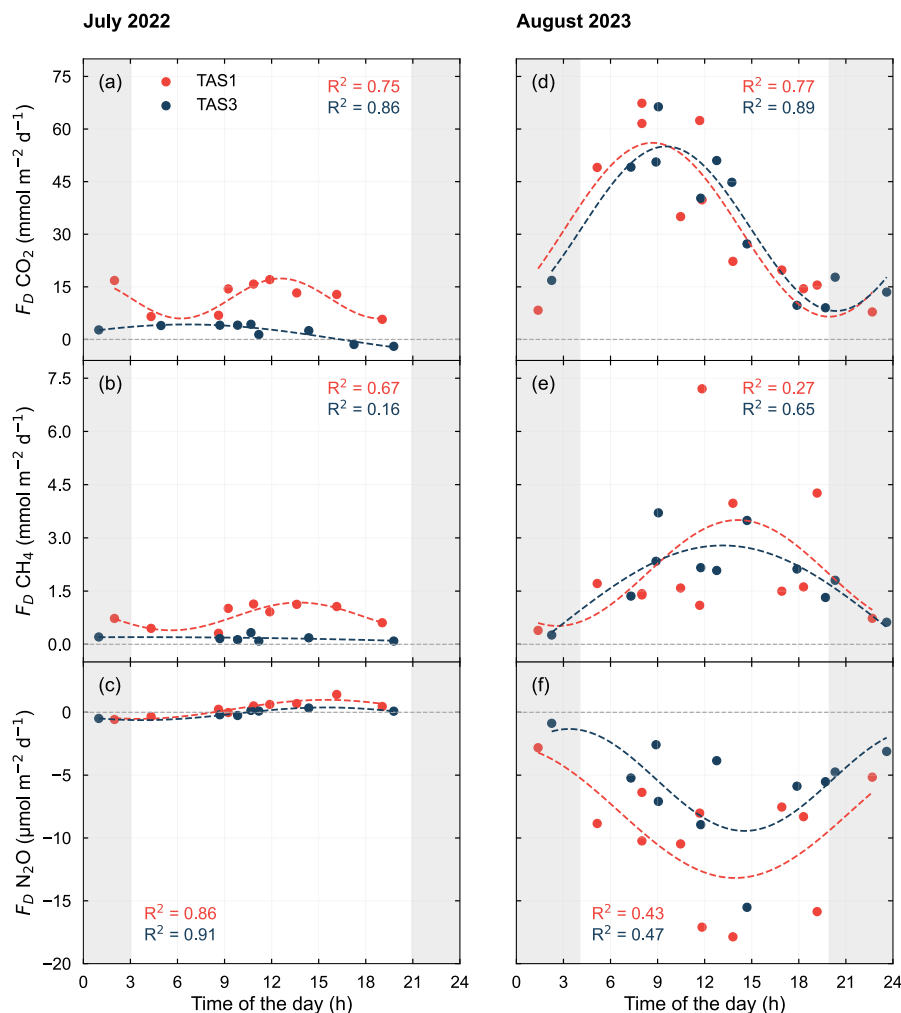 July 2022
August 2023
(a)
TAS1
TAS3
R² = 0.75
R² = 0.86
75
60
45
30
15
0
F_D CO₂ (mmol m⁻² d⁻¹)
(d)
R² = 0.77
R² = 0.89
(b)
R² = 0.67
R² = 0.16
7.5
6.0
4.5
3.0
1.5
0.0
F_D CH₄ (mmol m⁻² d⁻¹)
(e)
R² = 0.27
R² = 0.65
(c)
R² = 0.86
R² = 0.91
0
−5
−10
−15
−20
F_D N₂O (µmol m⁻² d⁻¹)
(f)
R² = 0.43
R² = 0.47
0 3 6 9 12 15 18 21 24
Time of the day (h)
0 3 6 9 12 15 18 21 24
Time of the day (h)